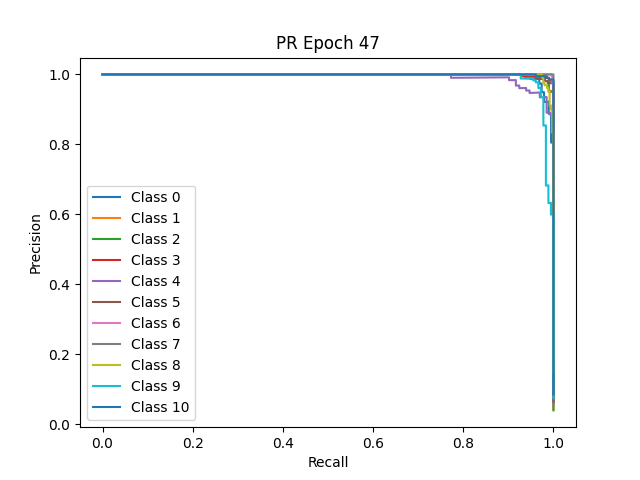 PR Epoch 47
1.0
0.8
0.6
0.4
0.2
0.0
Precision
Class 0
Class 1
Class 2
Class 3
Class 4
Class 5
Class 6
Class 7
Class 8
Class 9
Class 10
0.0 0.2 0.4 0.6 0.8 1.0
Recall